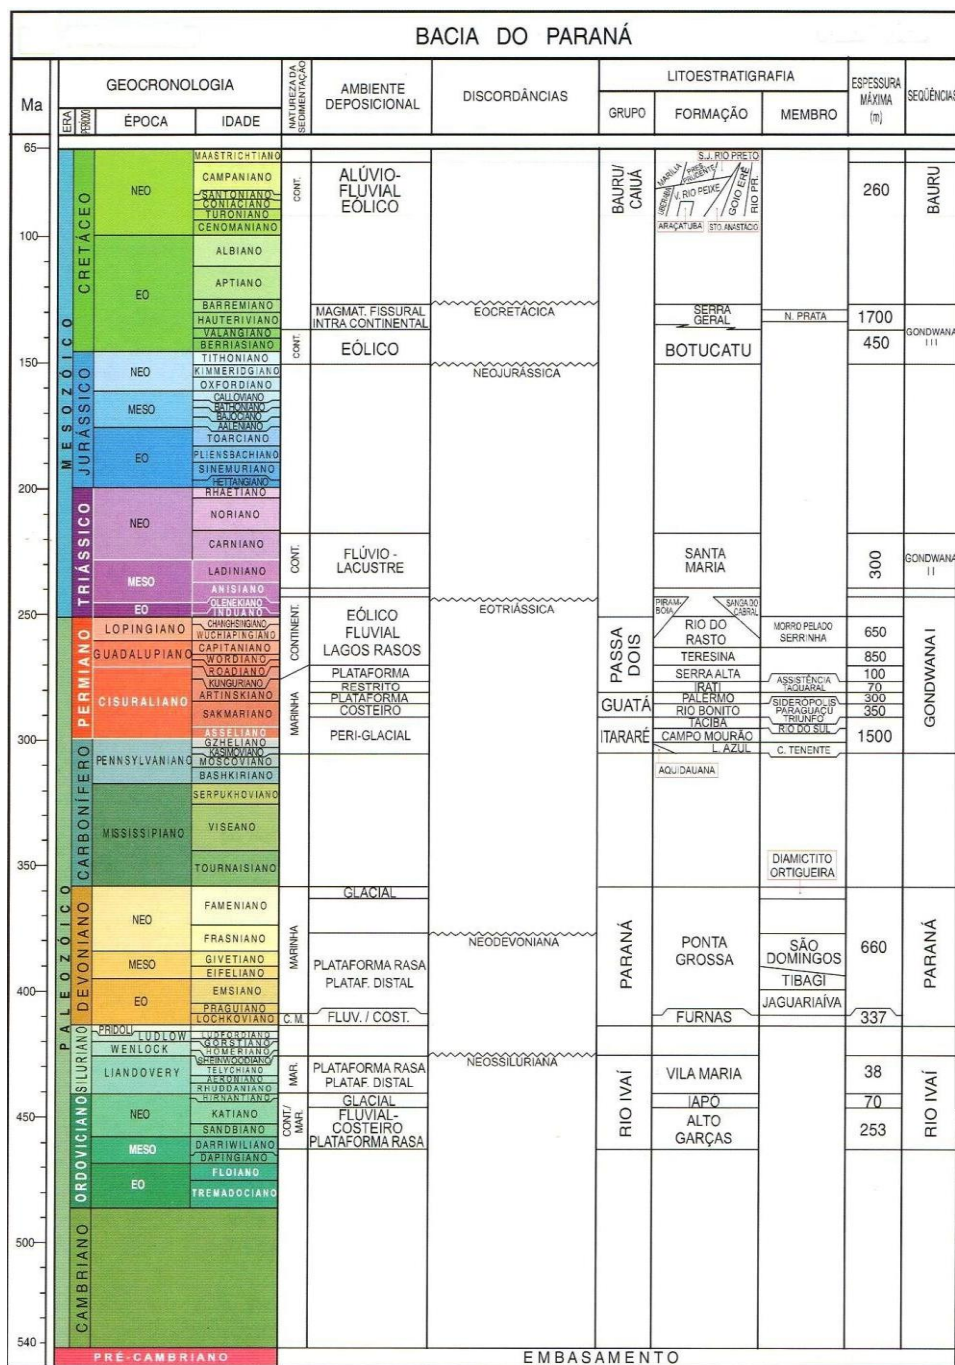 BACIA DO PARANÁ
Ma
GEOCRONOLOGIA
ERA
PERÍODO
ÉPOCA
IDADE
NATUREZA DA
SEDIMENTAÇÃO
AMBIENTE
DEPOSICIONAL
DISCORDÂNCIAS
LITOESTRATIGRAFIA
GRUPO
FORMAÇÃO
MEMBRO
ESPESSURA
MÁXIMA
(m)
SEQÜÊNCIAS
65
100
150
200
250
300
350
400
450
500
540
MESOZÓICO
PALEOZÓICO
CRETÁCEO
JURÁSSICO
TRIÁSSICO
PERMIANO
CARBONÍFERO
DEVONIANO
SILURIANO
ORDOVICIANO
CAMBRIANO
NEO
EO
NEO
MESO
EO
NEO
MESO
EO
LOPINGIANO
GUADALUPIANO
CISURALIANO
PENNSYLVANIANO
MISSISSIPIANO
NEO
MESO
EO
PRIDOLI
LUDLOW
WENLOCK
LIANDOVERY
NEO
MESO
EO
MAASTRICHTIANO
CAMPANIANO
SANTONIANO
CONIACIANO
TURONIANO
CENOMANIANO
ALBIANO
APTIANO
BARREMIANO
HAUTERIVIANO
VALANGIANO
BERRIASIANO
TITHONIANO
KIMMERIDGIANO
OXFORDIANO
CALLOVIANO
BATHONIANO
BAJOCIANO
AALENIANO
TOARCIANO
PLIENSBACHIANO
SINEMURIANO
HETTANGIANO
RHAETIANO
NORIANO
CARNIANO
LADINIANO
ANISIANO
OLENEKIANO
INDUANO
CHANGHSINGIANO
WUCHIAPINGIANO
CAPITANIANO
WORDIANO
ROADIANO
KUNGURIANO
ARTINSKIANO
SAKMARIANO
ASSELIANO
GZHELIANO
KASIMOVIANO
MOSCOVIANO
BASHKIRIANO
SERPUKHOVIANO
VISEANO
TOURNAISIANO
FAMENIANO
FRASNIANO
GIVETIANO
EIFELIANO
EMSIANO
PRAGUIANO
LOCHKOVIANO
LUDFORDIANO
GORSTIANO
HOMERIANO
SHEINWOODIANO
TELYCHIANO
AERONIANO
RHUDDANIANO
HIRNANTIANO
KATIANO
SANDBIANO
DARRIWILIANO
DAPINGIANO
FLOIANO
TREMADOCIANO
CONT.
CONT.
CONT.
CONTINENT.
MARINHA
MARINHA
C. M.
MAR.
CONT./
MAR.
ALÚVIO-
FLUVIAL
EÓLICO
MAGMAT. FISSURAL
INTRA CONTINENTAL
EÓLICO
FLÚVIO -
LACUSTRE
EÓLICO
FLUVIAL
LAGOS RASOS
PLATAFORMA
RESTRITO
PLATAFORMA
COSTEIRO
PERI-GLACIAL
GLACIAL
PLATAFORMA RASA
PLATAF. DISTAL
FLUV. / COST.
PLATAFORMA RASA
PLATAF. DISTAL
GLACIAL
FLUVIAL-
COSTEIRO
PLATAFORMA RASA
EOCRETÁCICA
NEOJURÁSSICA
EOTRIÁSSICA
NEODEVONIANA
NEOSSILURIANA
BAURU/
CAIUÁ
PASSA
DOIS
GUATÁ
ITARARÉ
PARANÁ
RIO IVAÍ
S.J. RIO PRETO
MARÍLIA
PRES.
PRUDENTE
UBERABA
V. RIO PEIXE
GOIO ERÊ
RIO PR.
ARAÇATUBA
STO. ANASTÁCIO
SERRA
GERAL
BOTUCATU
SANTA
MARIA
PIRAM-
BOIA
SANGA DO
CABRAL
RIO DO
RASTO
TERESINA
SERRA ALTA
IRATI
PALERMO
RIO BONITO
TACIBA
CAMPO MOURÃO
L. AZUL
AQUIDAUANA
PONTA
GROSSA
FURNAS
VILA MARIA
IAPÓ
ALTO
GARÇAS
N. PRATA
MORRO PELADO
SERRINHA
ASSISTÊNCIA
TAQUARAL
SIDERÓPOLIS
PARAGUAÇU
TRIUNFO
RIO DO SUL
C. TENENTE
DIAMICTITO
ORTIGUEIRA
SÃO
DOMINGOS
TIBAGI
JAGUARIAÍVA
260
1700
450
300
650
850
100
70
300
350
1500
660
337
38
70
253
BAURU
GONDWANA
III
GONDWANA
II
GONDWANA I
PARANÁ
RIO IVAÍ
PRÉ-CAMBRIANO
EMBASAMENTO